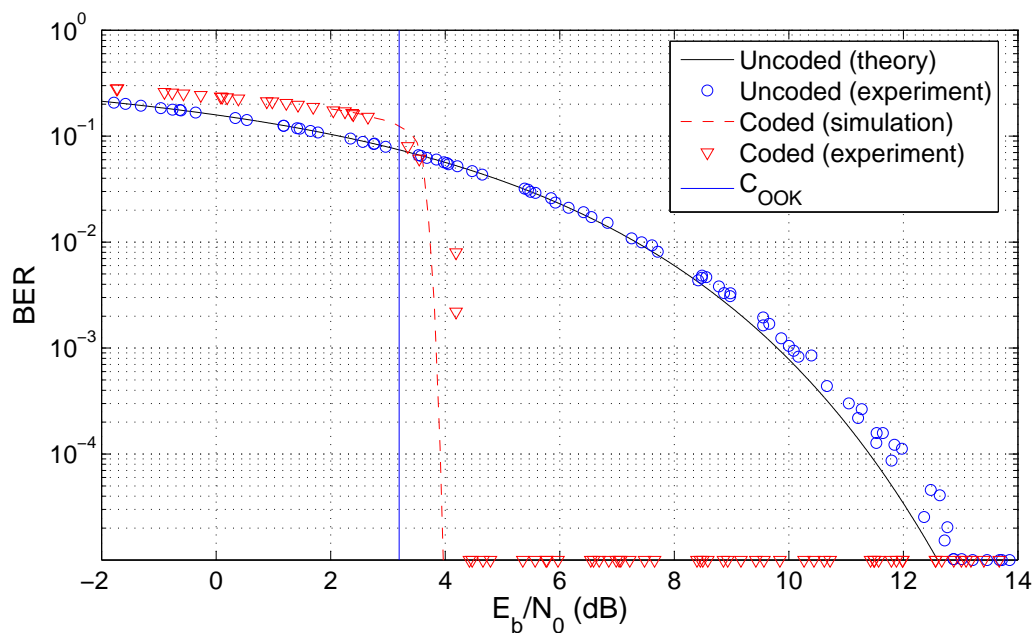 10^0
10^-1
10^-2
10^-3
10^-4
BER
−2 0 2 4 6 8 10 12 14
E_b/N_0 (dB)
Uncoded (theory)
Uncoded (experiment)
Coded (simulation)
Coded (experiment)
C_OOK